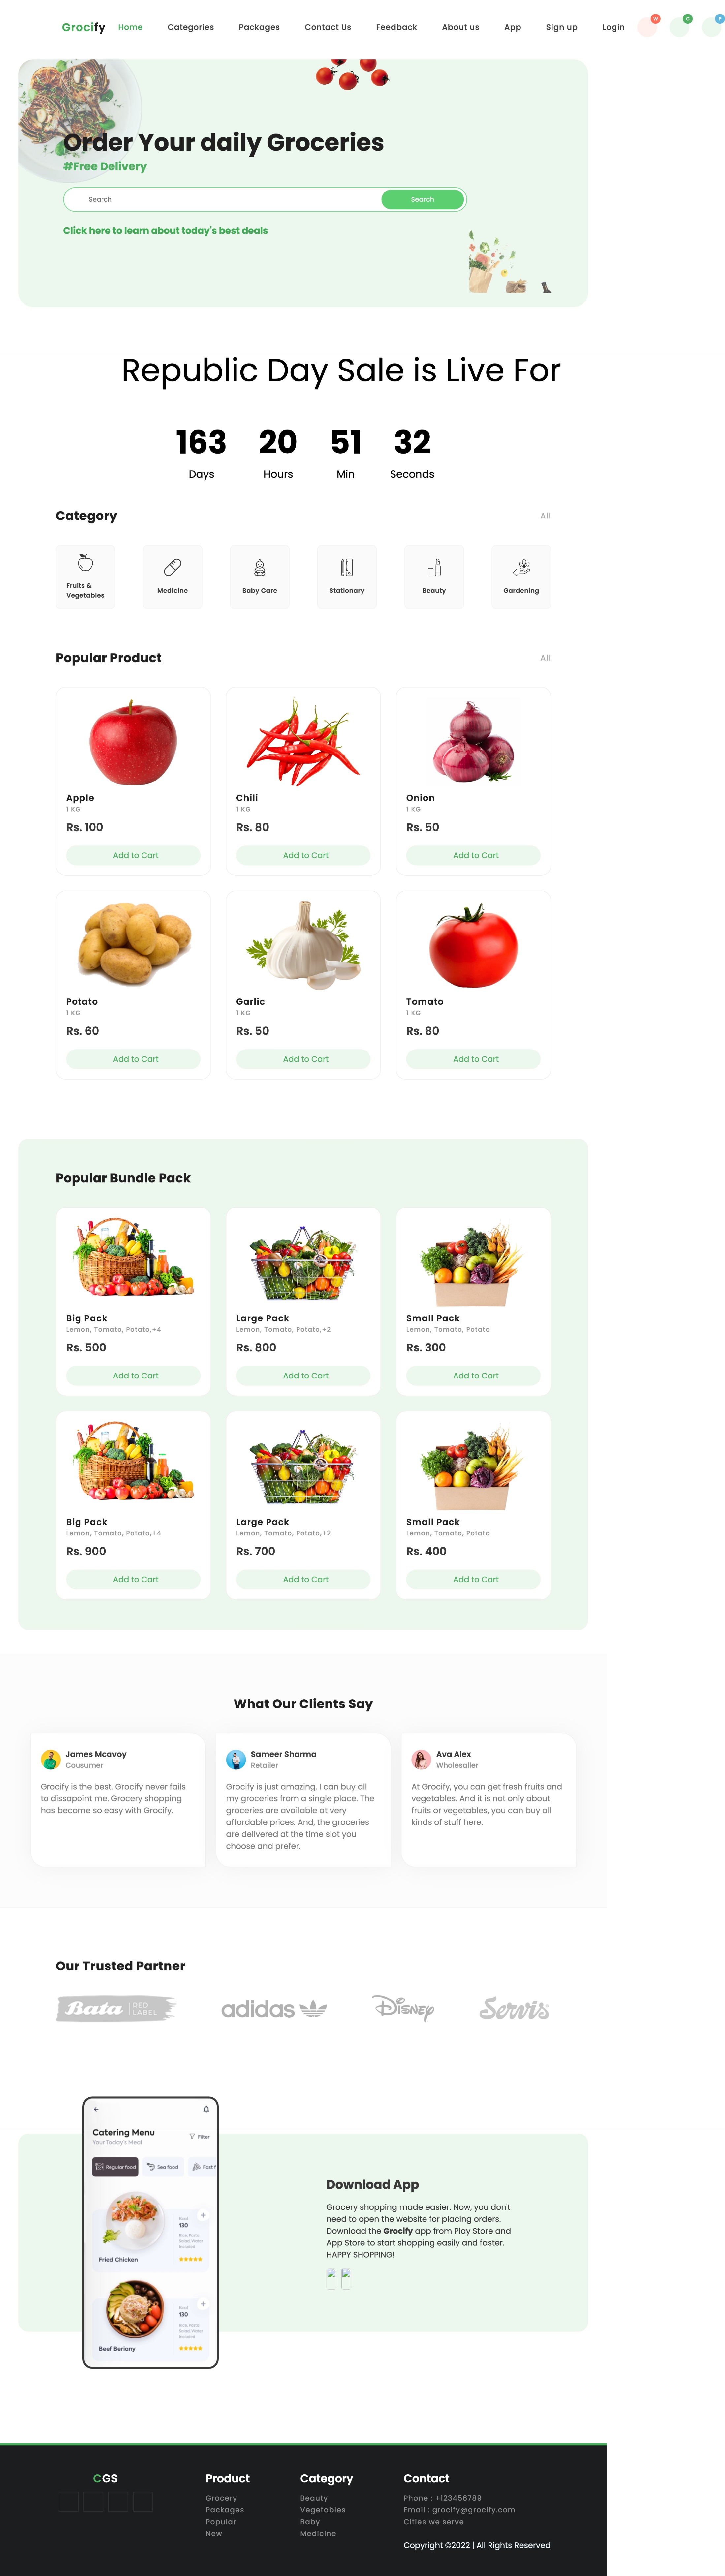 Grocify Home Categories Packages Contact Us Feedback About us App Sign up Login W C P
Order Your daily Groceries
#Free Delivery
Search Search
Click here to learn about today's best deals
Republic Day Sale is Live For
163 20 51 32
Days Hours Min Seconds
Category All
Fruits &
Vegetables
Medicine
Baby Care
Stationary
Beauty
Gardening
Popular Product All
Apple
1 KG
Rs. 100
Add to Cart
Chili
1 KG
Rs. 80
Add to Cart
Onion
1 KG
Rs. 50
Add to Cart
Potato
1 KG
Rs. 60
Add to Cart
Garlic
1 KG
Rs. 50
Add to Cart
Tomato
1 KG
Rs. 80
Add to Cart
Popular Bundle Pack
Big Pack
Lemon, Tomato, Potato,+4
Rs. 500
Add to Cart
Large Pack
Lemon, Tomato, Potato,+2
Rs. 800
Add to Cart
Small Pack
Lemon, Tomato, Potato
Rs. 300
Add to Cart
Big Pack
Lemon, Tomato, Potato,+4
Rs. 900
Add to Cart
Large Pack
Lemon, Tomato, Potato,+2
Rs. 700
Add to Cart
Small Pack
Lemon, Tomato, Potato
Rs. 400
Add to Cart
What Our Clients Say
James Mcavoy
Cousumer
Grocify is the best. Grocify never fails
to dissapoint me. Grocery shopping
has become so easy with Grocify.
Sameer Sharma
Retailer
Grocify is just amazing. I can buy all
my groceries from a single place. The
groceries are available at very
affordable prices. And, the groceries
are delivered at the time slot you
choose and prefer.
Ava Alex
Wholesaller
At Grocify, you can get fresh fruits and
vegetables. And it is not only about
fruits or vegetables, you can buy all
kinds of stuff here.
Our Trusted Partner
Bata RED
LABEL
adidas
Disney
Servis
Catering Menu
Your Today's Meal
Filter
Regular food Sea food Fast f
130
Rice, Pasta
Salad, Water
Included
Fried Chicken
130
Rice, Pasta
Salad, Water
Included
Beef Beriany
Download App
Grocery shopping made easier. Now, you don't
need to open the website for placing orders.
Download the Grocify app from Play Store and
App Store to start shopping easily and faster.
HAPPY SHOPPING!
CGS
Product
Grocery
Packages
Popular
New
Category
Beauty
Vegetables
Baby
Medicine
Contact
Phone : +123456789
Email : grocify@grocify.com
Cities we serve
Copyright ©2022 | All Rights Reserved